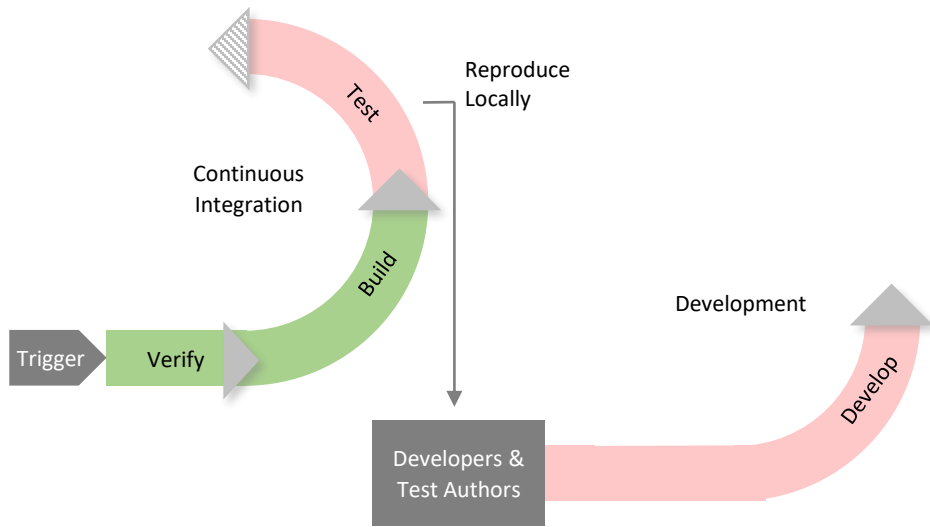 Test
Reproduce
Locally
Continuous
Integration
Build
Trigger
Verify
Development
Develop
Developers &
Test Authors